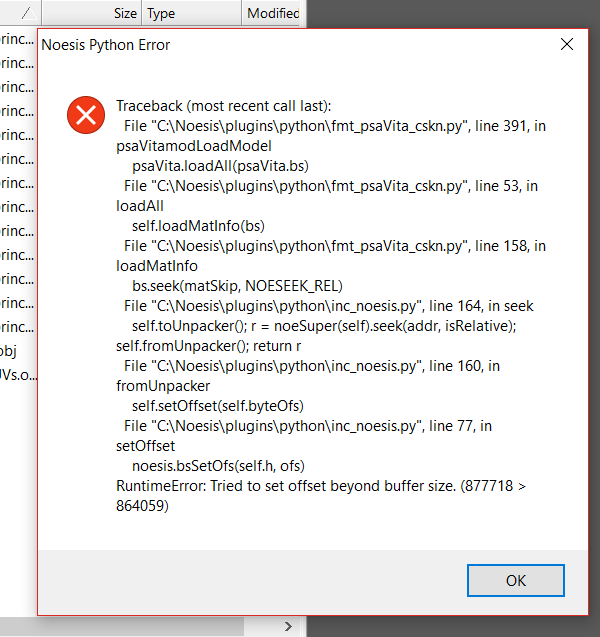 Size Type Modified
Noesis Python Error
rinc...
rinc...
rinc...
rinc...
rinc...
rinc...
rinc...
rinc...
rinc...
rinc...
rinc...
rinc...
rinc...
obj
UVs.o...
Traceback (most recent call last):
File "C:\Noesis\plugins\python\fmt_psaVita_cskn.py", line 391, in
psaVitamodLoadModel
psaVita.loadAll(psaVita.bs)
File "C:\Noesis\plugins\python\fmt_psaVita_cskn.py", line 53, in
loadAll
self.loadMatInfo(bs)
File "C:\Noesis\plugins\python\fmt_psaVita_cskn.py", line 158, in
loadMatInfo
bs.seek(matSkip, NOESEEK_REL)
File "C:\Noesis\plugins\python\inc_noesis.py", line 164, in seek
self.toUnpacker(); r = noeSuper(self).seek(addr, isRelative);
self.fromUnpacker(); return r
File "C:\Noesis\plugins\python\inc_noesis.py", line 160, in
fromUnpacker
self.setOffset(self.byteOfs)
File "C:\Noesis\plugins\python\inc_noesis.py", line 77, in
setOffset
noesis.bsSetOfs(self.h, ofs)
RuntimeError: Tried to set offset beyond buffer size. (877718 >
864059)
OK